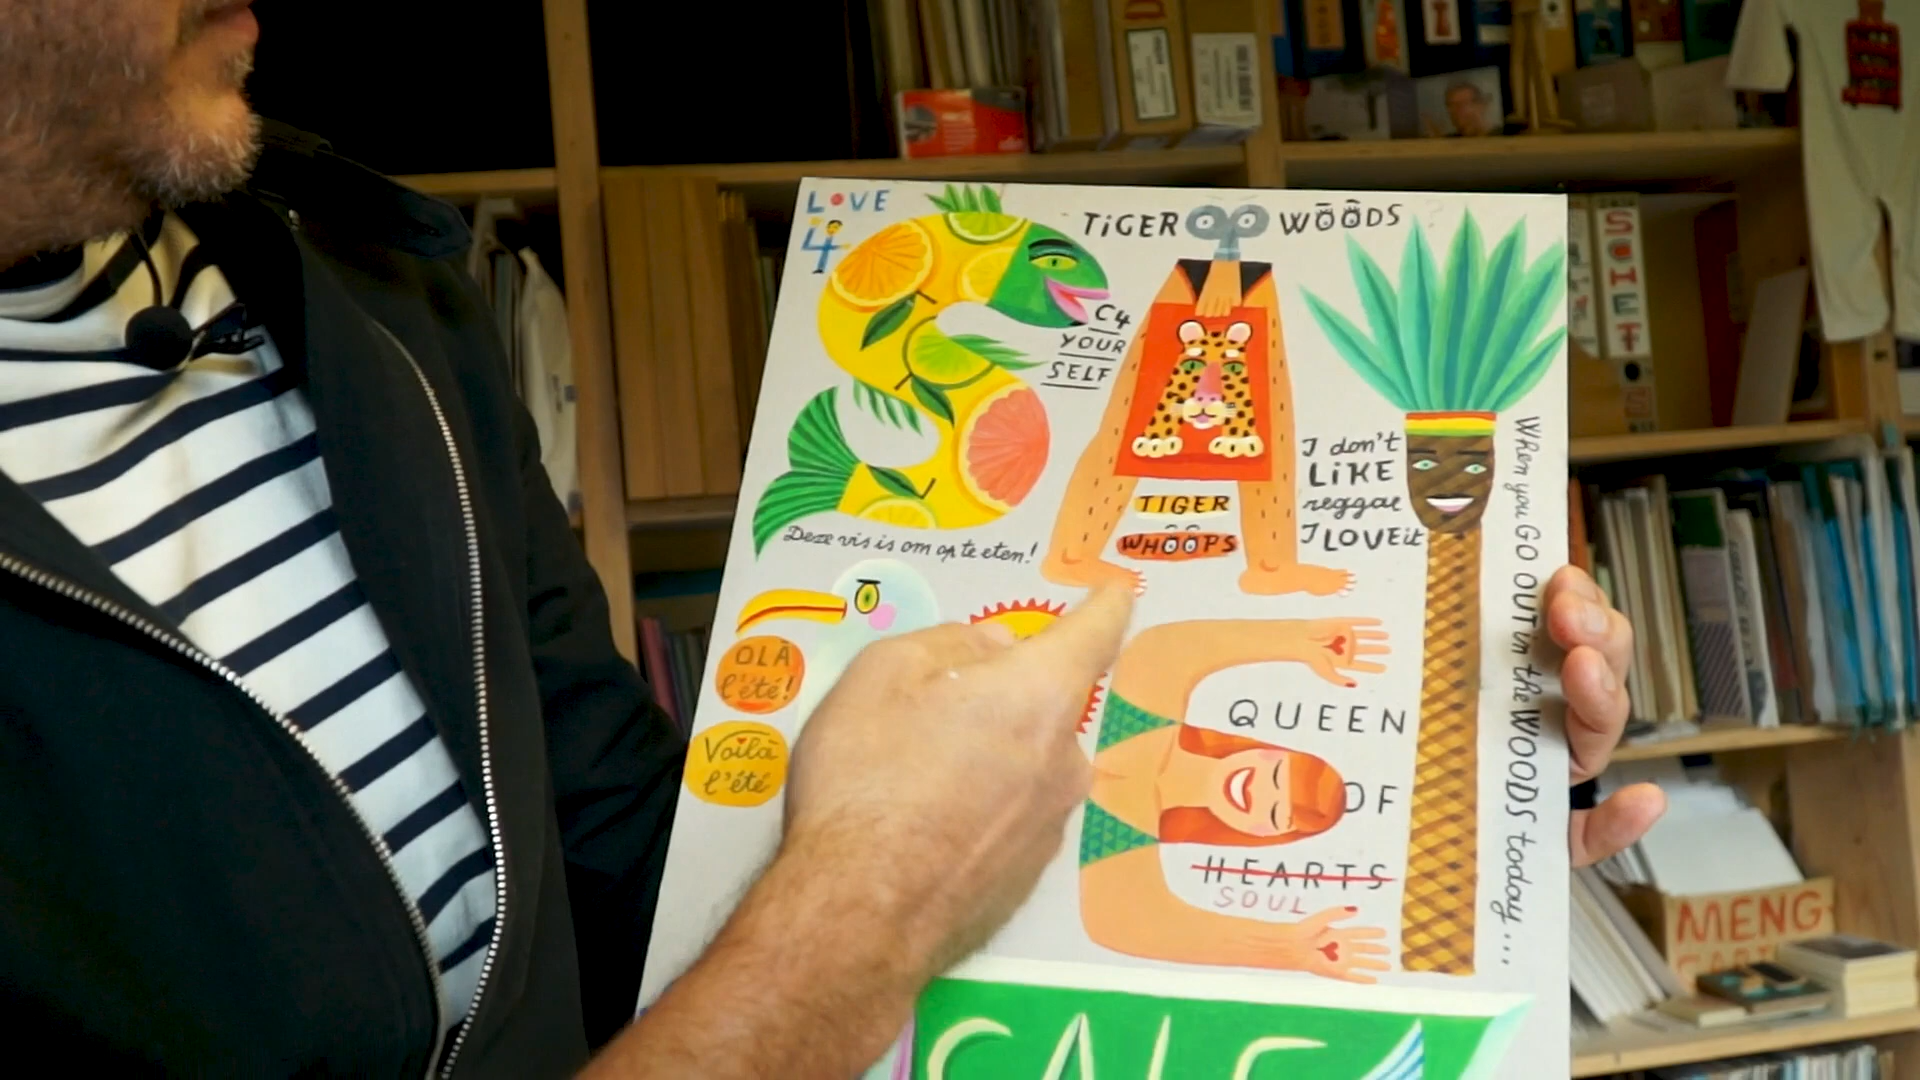 LOVE
4
TiGER WOODS
C4
YOUR
SELF
Deze vis is om op te eten!
TIGER
WHOOPS
I don't
LIKE
reggae
I LOVE it
When you GO OUT in the WOODS today...
OLÀ
l'été!
Voilà
l'été
QUEEN
OF
HEARTS
SOUL
SCHET
MENG